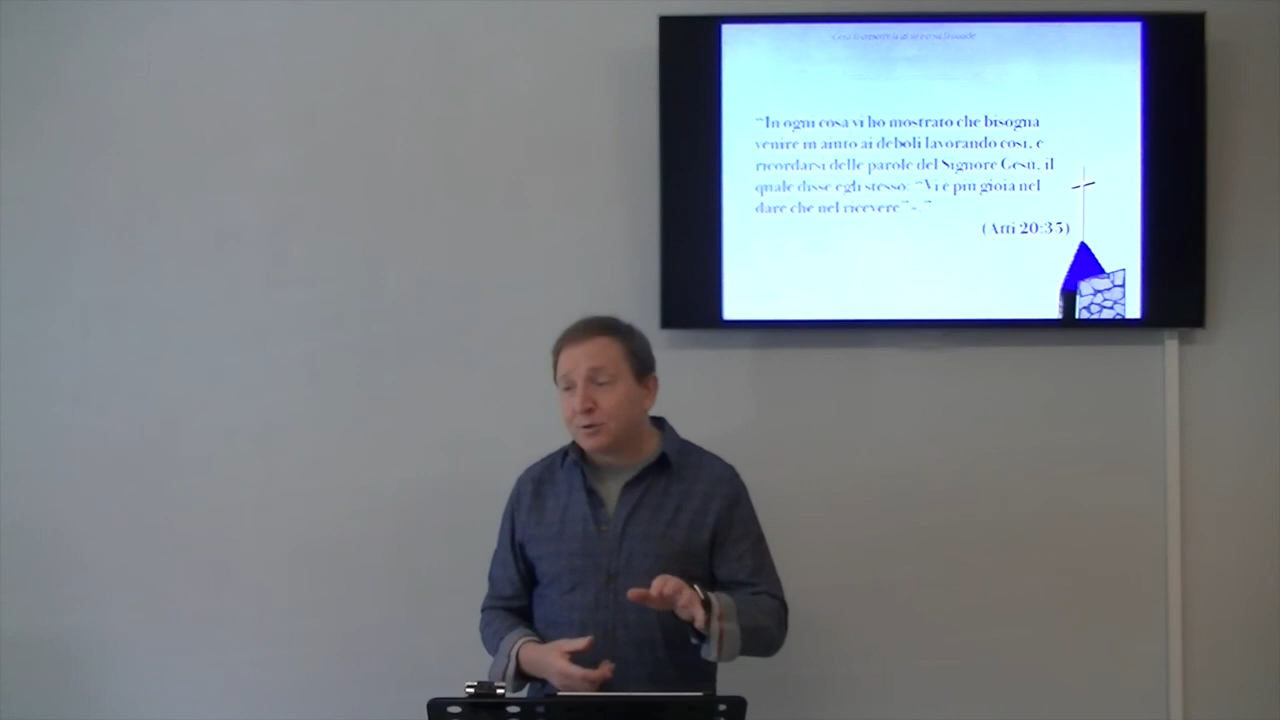 “In ogni cosa vi ho mostrato che bisogna
venire in aiuto ai deboli lavorando così, e
ricordarsi delle parole del Signore Gesù, il
quale disse egli stesso: “Vi è più gioia nel
dare che nel ricevere”».”
(Atti 20:35)